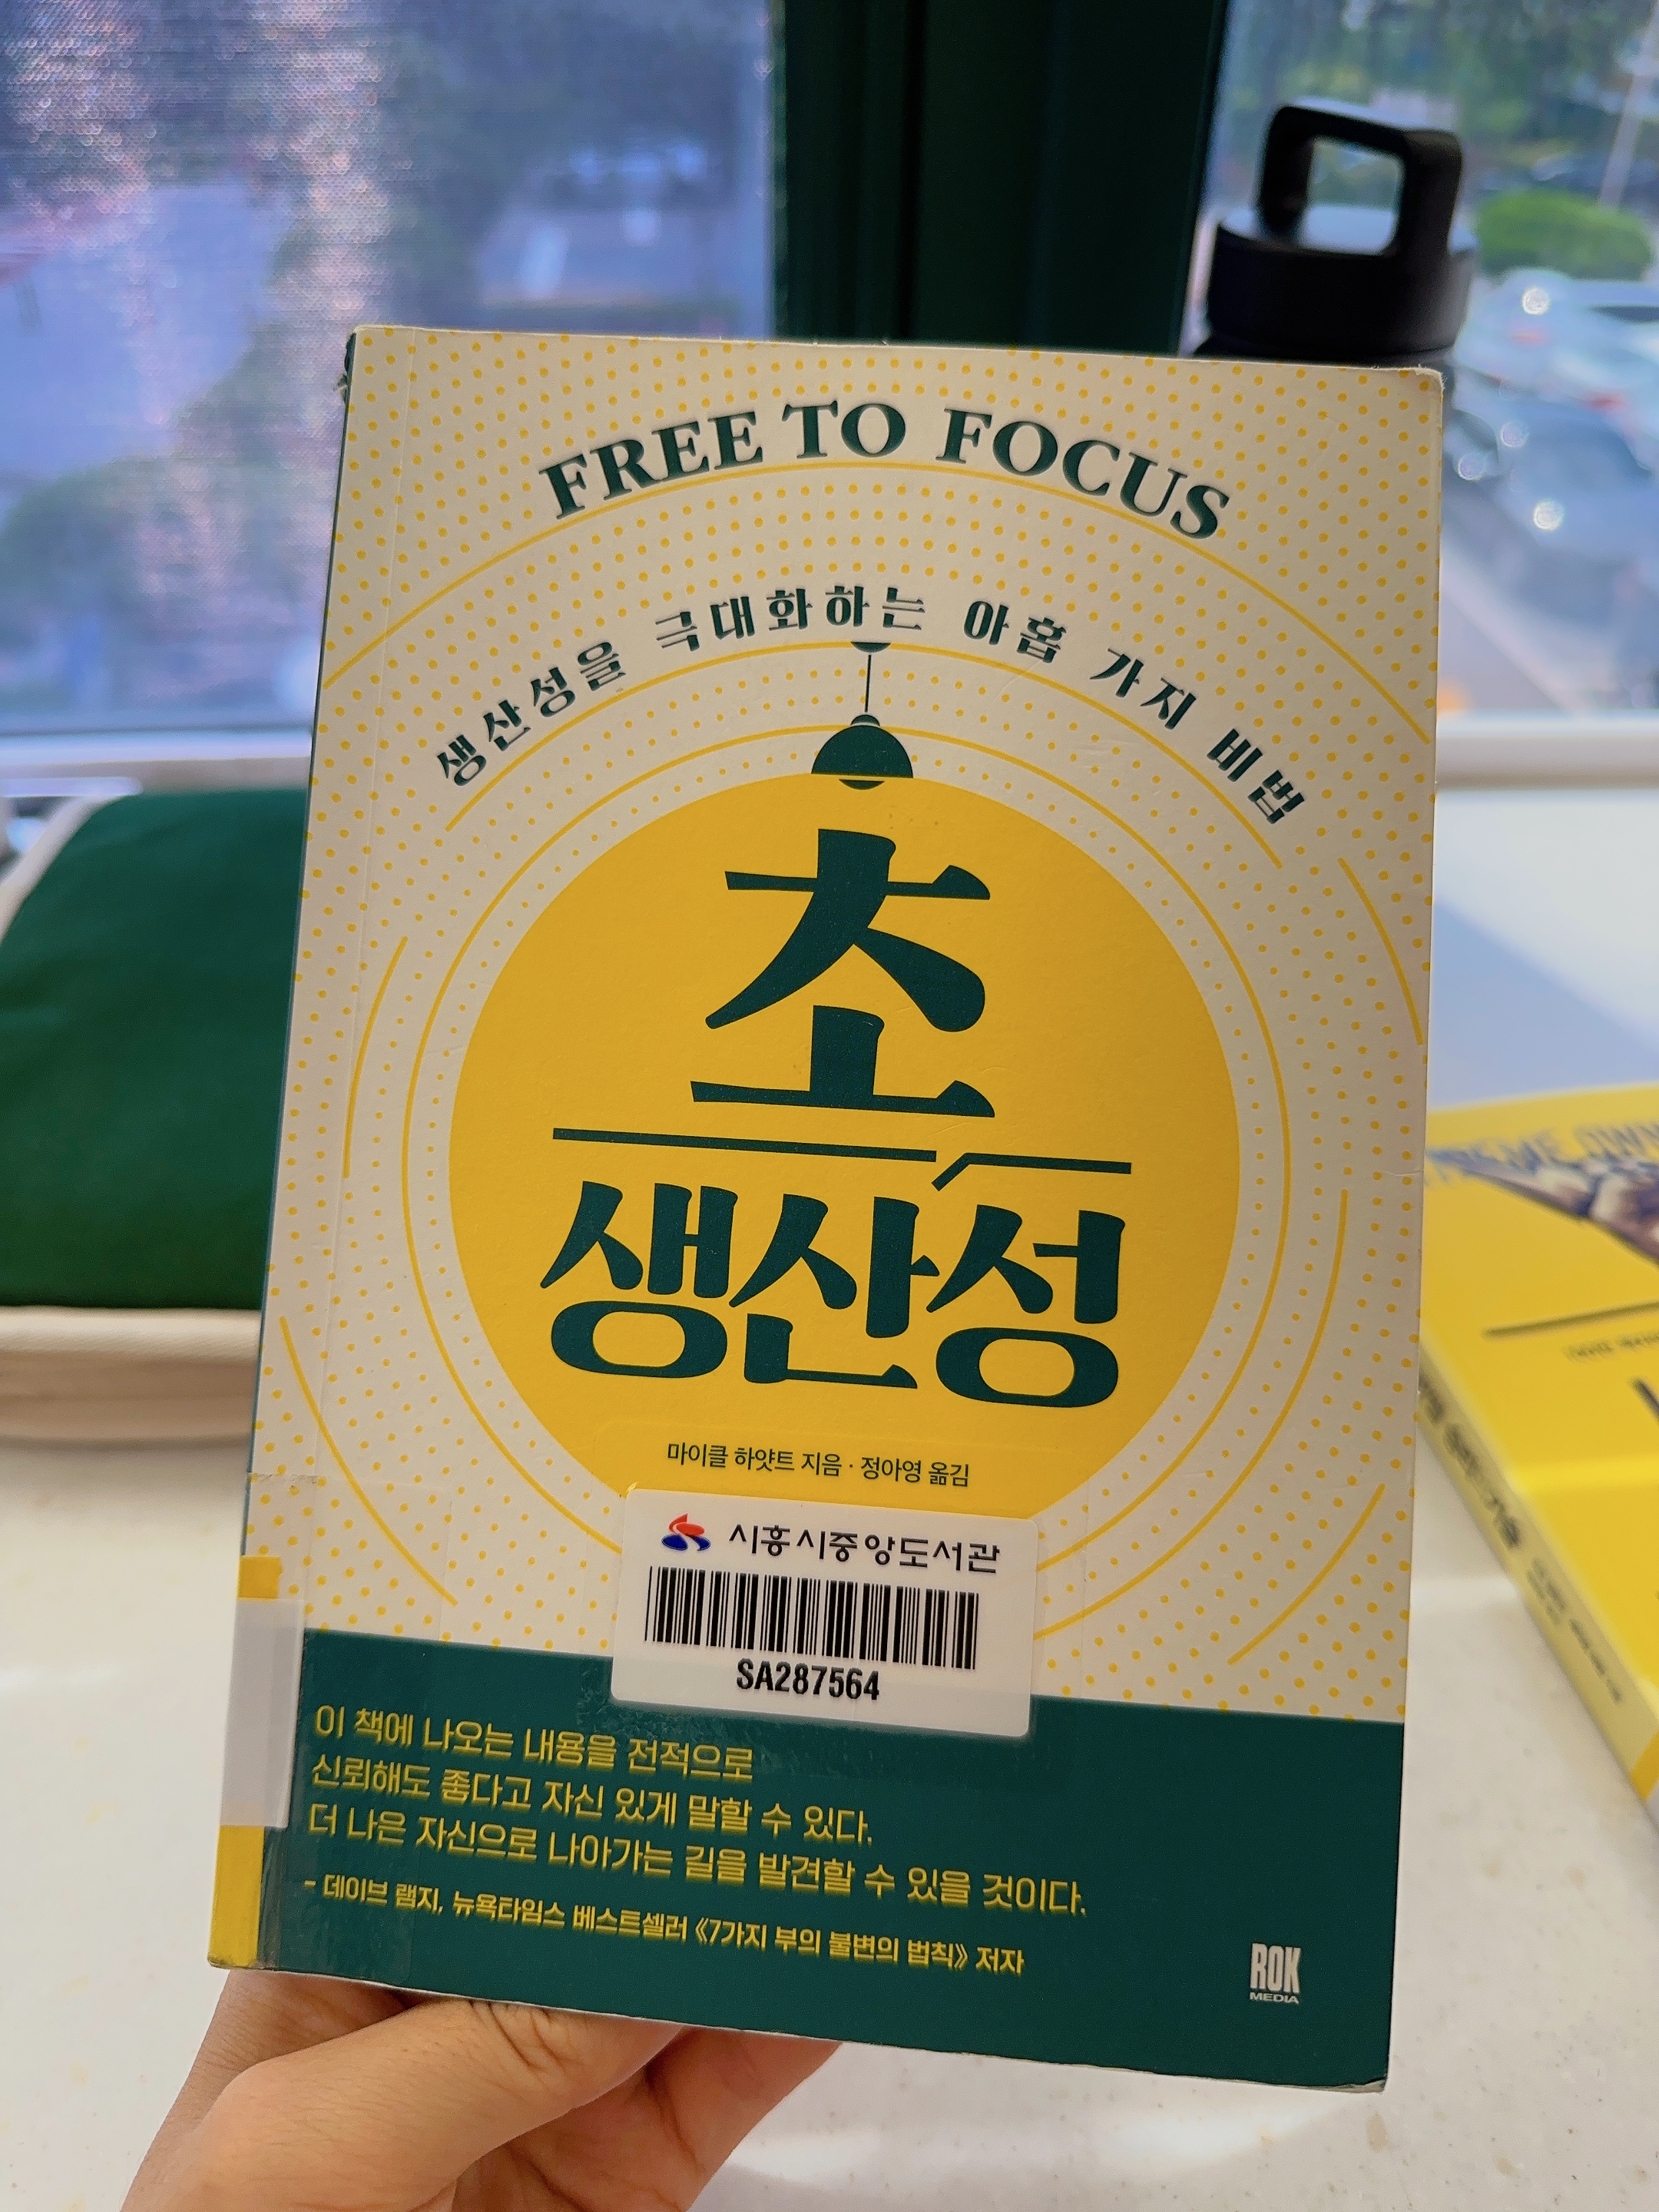 FREE TO FOCUS
생산성을 극대화하는 아홉 가지 비법
초
생산성
마이클 하얏트 지음 · 정아영 옮김
시흥시중앙도서관
SA287564
이 책에 나오는 내용을 전적으로
신뢰해도 좋다고 자신 있게 말할 수 있다.
더 나은 자신으로 나아가는 길을 발견할 수 있을 것이다.
- 데이브 램지, 뉴욕타임스 베스트셀러 《7가지 부의 불변의 법칙》 저자
ROK
MEDIA